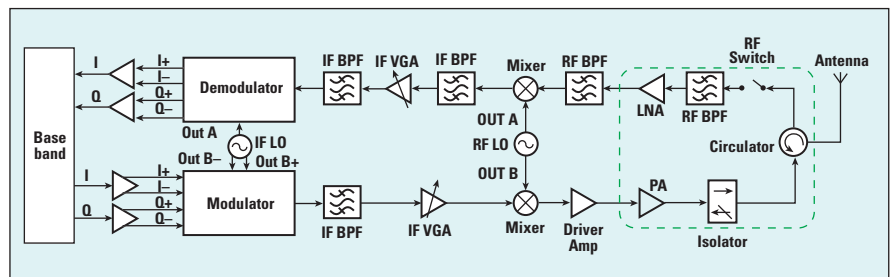 RF Switch
Antenna
IF BPF
IF VGA
IF BPF
Mixer
RF BPF
I
I+
I–
Q
Q+
Q–
Demodulator
LNA
RF BPF
Out A
OUT A
Base band
IF LO
RF LO
Circulator
Out B–
Out B+
OUT B
I
I+
I–
Q
Q+
Q–
Modulator
PA
IF BPF
IF VGA
Mixer
Driver Amp
Isolator